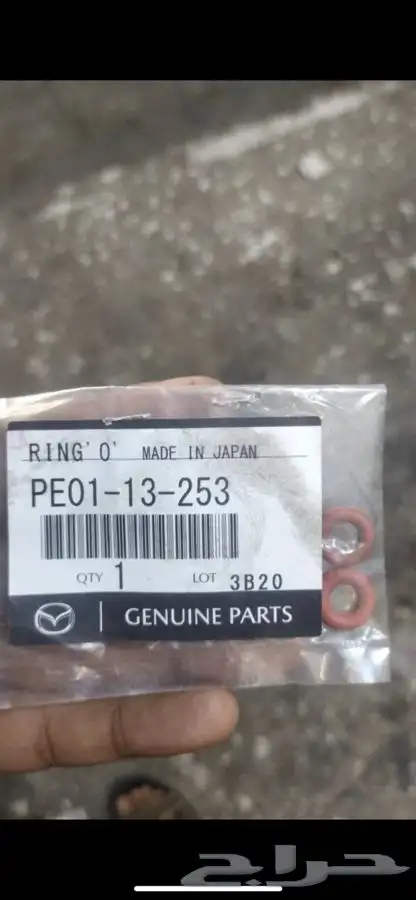 RING'O' MADE IN JAPAN
PE01-13-253
QTY 1 LOT 3B20
GENUINE PARTS
حراج